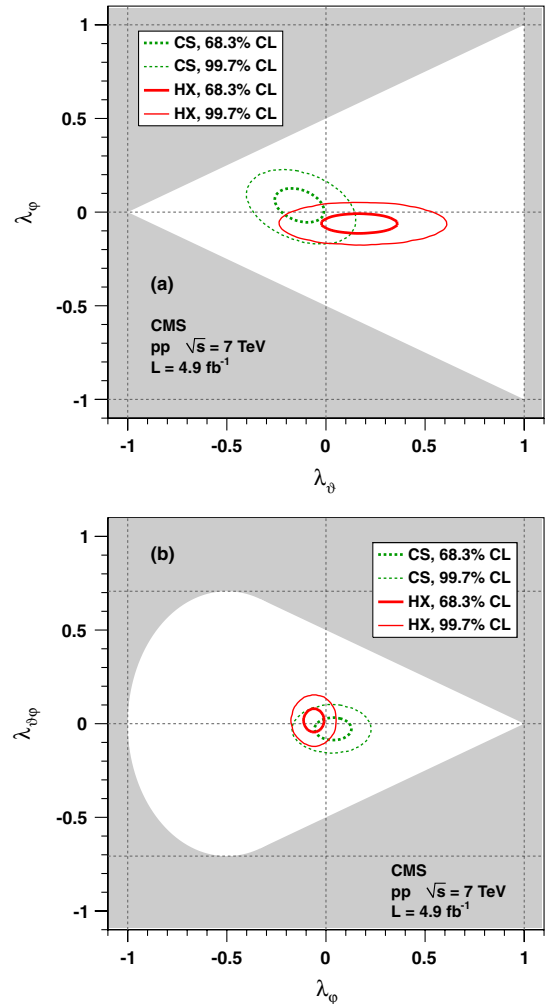 1
CS, 68.3% CL
CS, 99.7% CL
HX, 68.3% CL
HX, 99.7% CL
0.5
λφ
0
(a)
-0.5
CMS
pp √s = 7 TeV
L = 4.9 fb⁻¹
-1
-1 -0.5 0 0.5 1
λϑ
1
(b)
CS, 68.3% CL
CS, 99.7% CL
HX, 68.3% CL
HX, 99.7% CL
0.5
λϑφ
0
-0.5
CMS
pp √s = 7 TeV
L = 4.9 fb⁻¹
-1
-1 -0.5 0 0.5 1
λφ